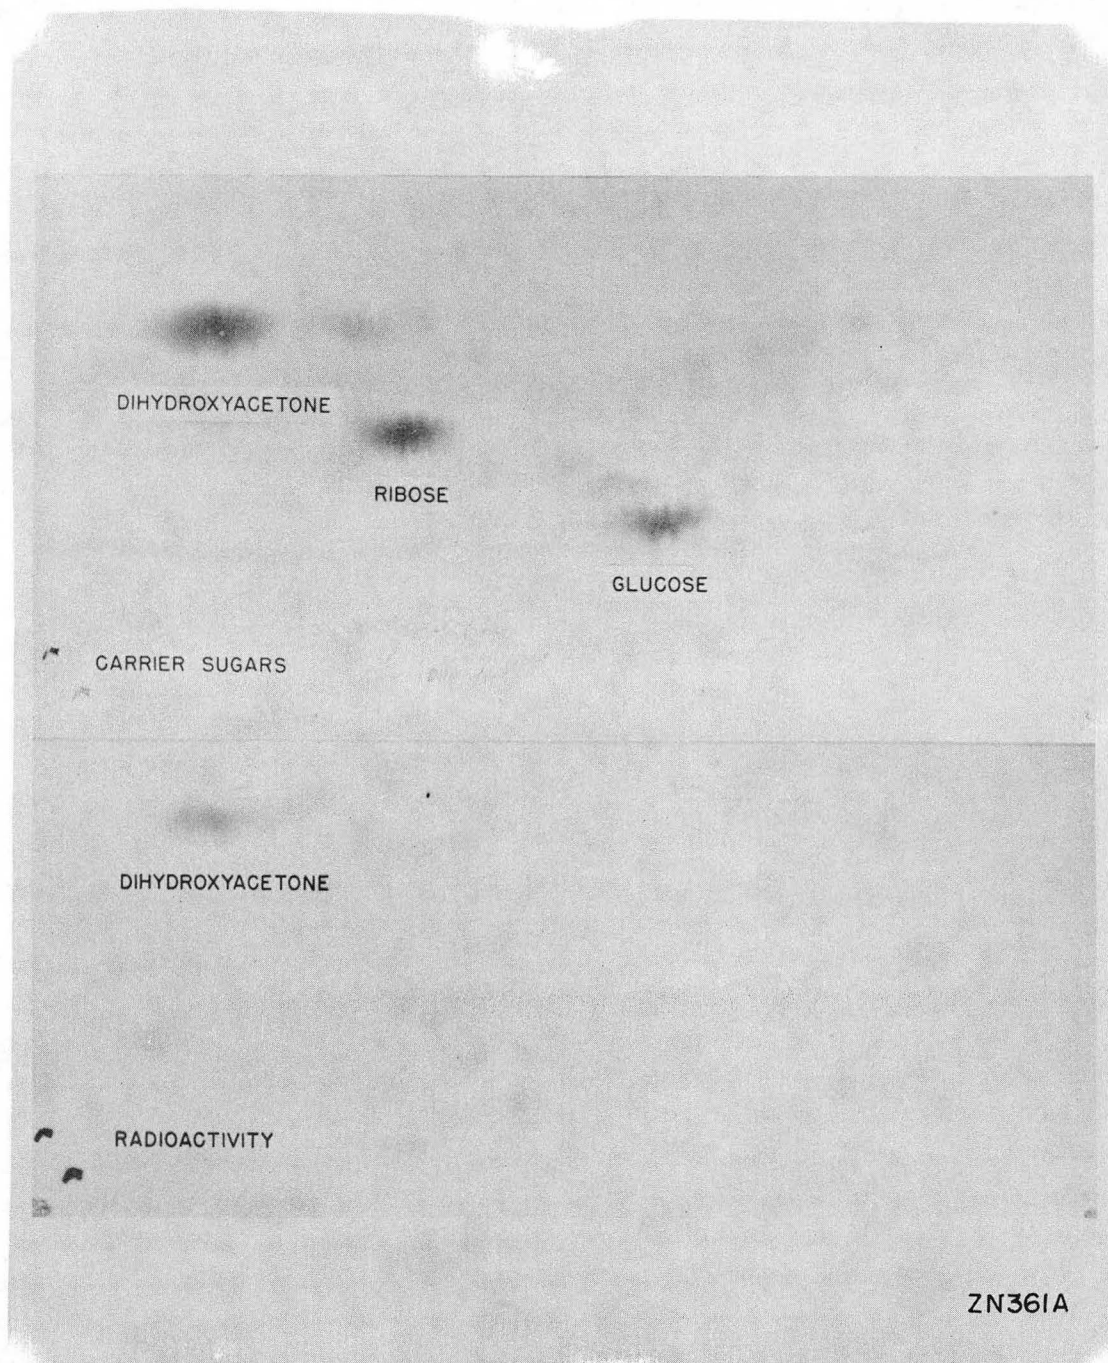 DIHYDROXYACETONE
RIBOSE
GLUCOSE
CARRIER SUGARS
DIHYDROXYACETONE
RADIOACTIVITY
ZN361A